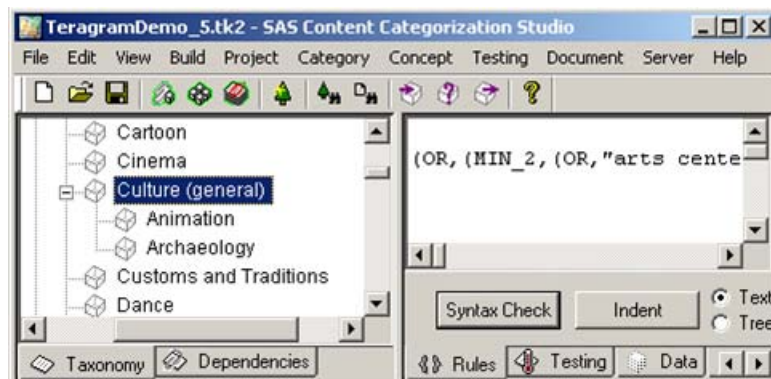 TeragramDemo_5.tk2 - SAS Content Categorization Studio
File Edit View Build Project Category Concept Testing Document Server Help
Cartoon
Cinema
Culture (general)
Animation
Archaeology
Customs and Traditions
Dance
Taxonomy Dependencies
(OR,(MIN_2,(OR,"arts cente
Syntax Check Indent Text
Tree
Rules Testing Data